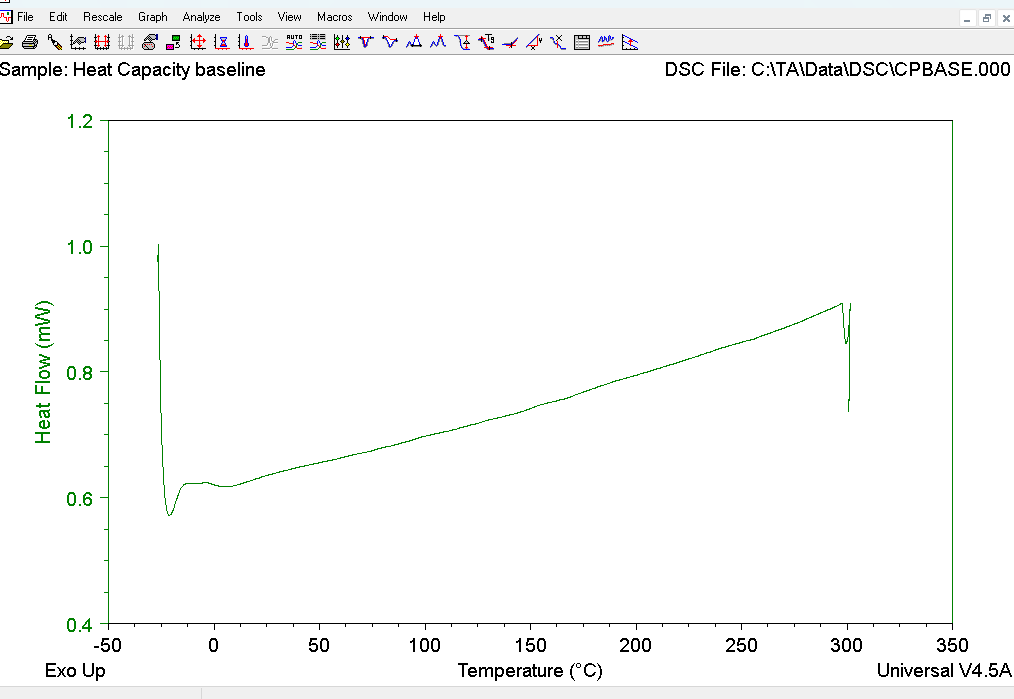 File Edit Rescale Graph Analyze Tools View Macros Window Help
AUTO Tg
Sample: Heat Capacity baseline
DSC File: C:\TA\Data\DSC\CPBASE.000
1.2
1.0
0.8
0.6
0.4
Heat Flow (mW)
-50 0 50 100 150 200 250 300 350
Exo Up
Temperature (°C)
Universal V4.5A